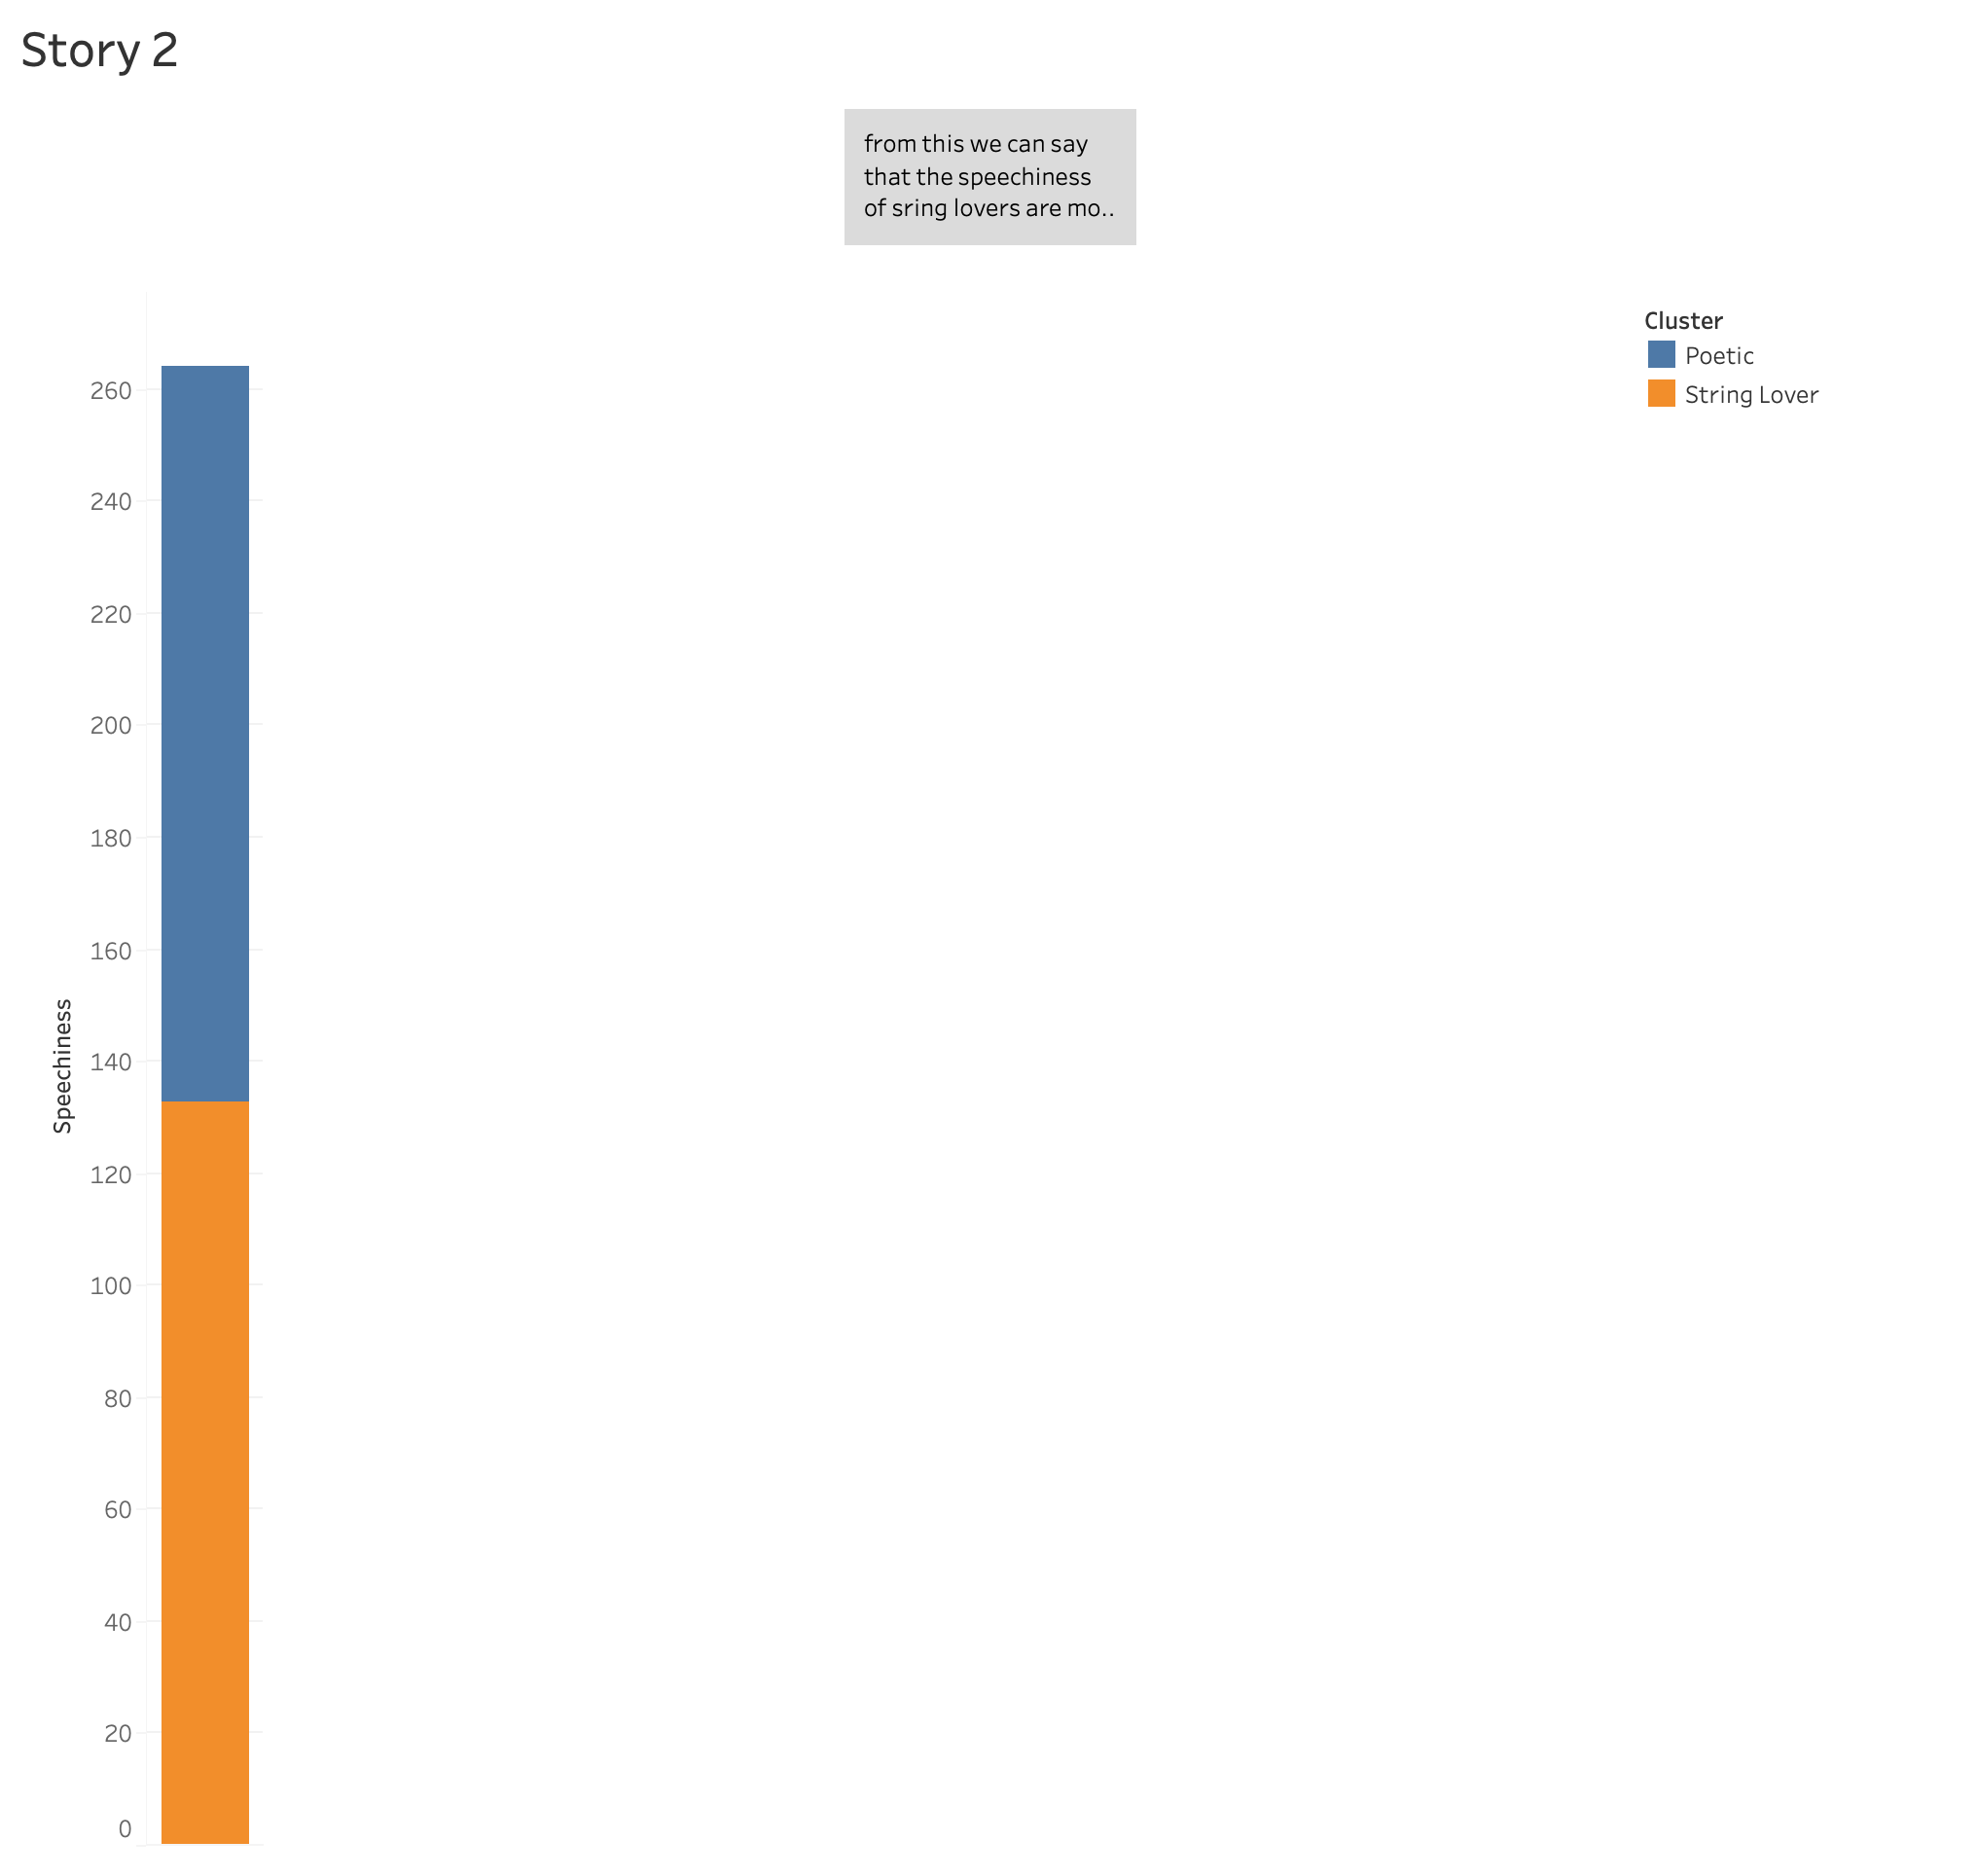 Story 2
from this we can say
that the speechiness
of sring lovers are mo..
Cluster
Poetic
String Lover
Speechiness
260
240
220
200
180
160
140
120
100
80
60
40
20
0